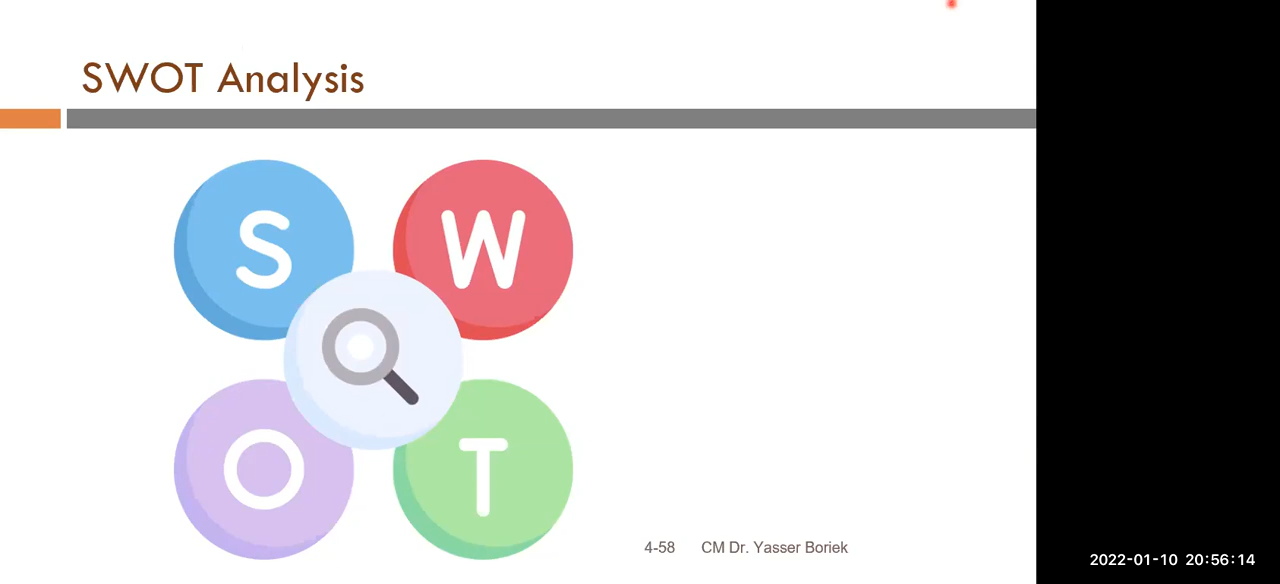 SWOT Analysis
S
W
O
T
4-58 CM Dr. Yasser Boriek
2022-01-10 20:56:14